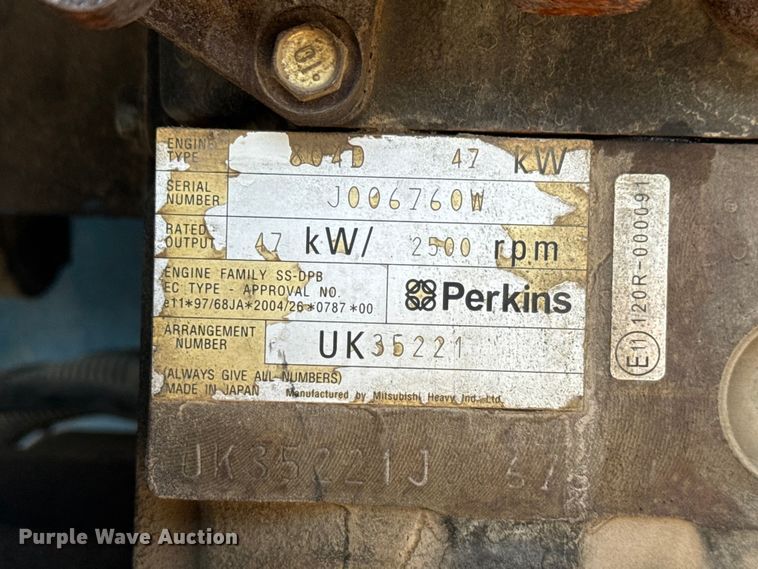 10.
ENGINE TYPE 804D 47 kW
SERIAL NUMBER J006760W
RATED OUTPUT 47 kW/ 2500 rpm
ENGINE FAMILY SS-DPB
EC TYPE - APPROVAL NO.
e11*97/68JA*2004/26*0787*00
Perkins
ARRANGEMENT NUMBER UK35221
(ALWAYS GIVE ALL NUMBERS)
MADE IN JAPAN Manufactured by Mitsubishi Heavy Ind. Ltd.
E11 120R-000091
UK35221J
Purple Wave Auction